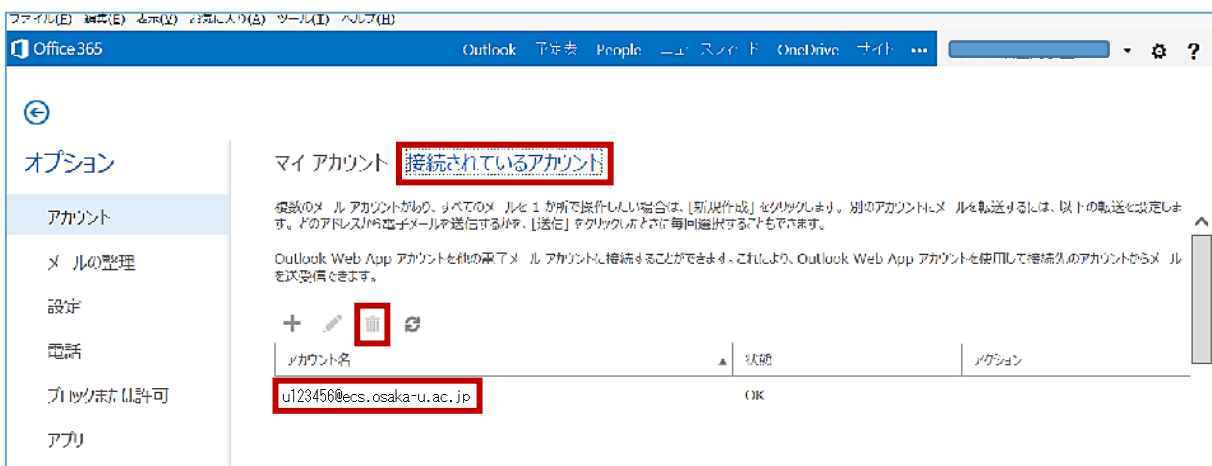 ファイル(F) 編集(E) 表示(V) お気に入り(A) ツール(T) ヘルプ(H)
Office 365 Outlook 予定表 People ニュースフィード OneDrive サイト ••• ?
オプション
マイ アカウント 接続されているアカウント
アカウント
複数のメール アカウントがあり、すべてのメールを 1 か所で操作したい場合は、[新規作成] をクリックします。別のアカウントにメールを転送するには、以下の転送を設定しま
す。どのアドレスから電子メールを送信するかを、[送信] をクリックしたときに毎回選択することもできます。
メールの整理
Outlook Web App アカウントを他の電子メール アカウントに接続することができます。これにより、Outlook Web App アカウントを使用して接続先のアカウントからメール
を送受信できます。
設定
電話
アカウント名 状態 アクション
ブロックまたは許可
u123456@ecs.osaka-u.ac.jp OK
アプリ